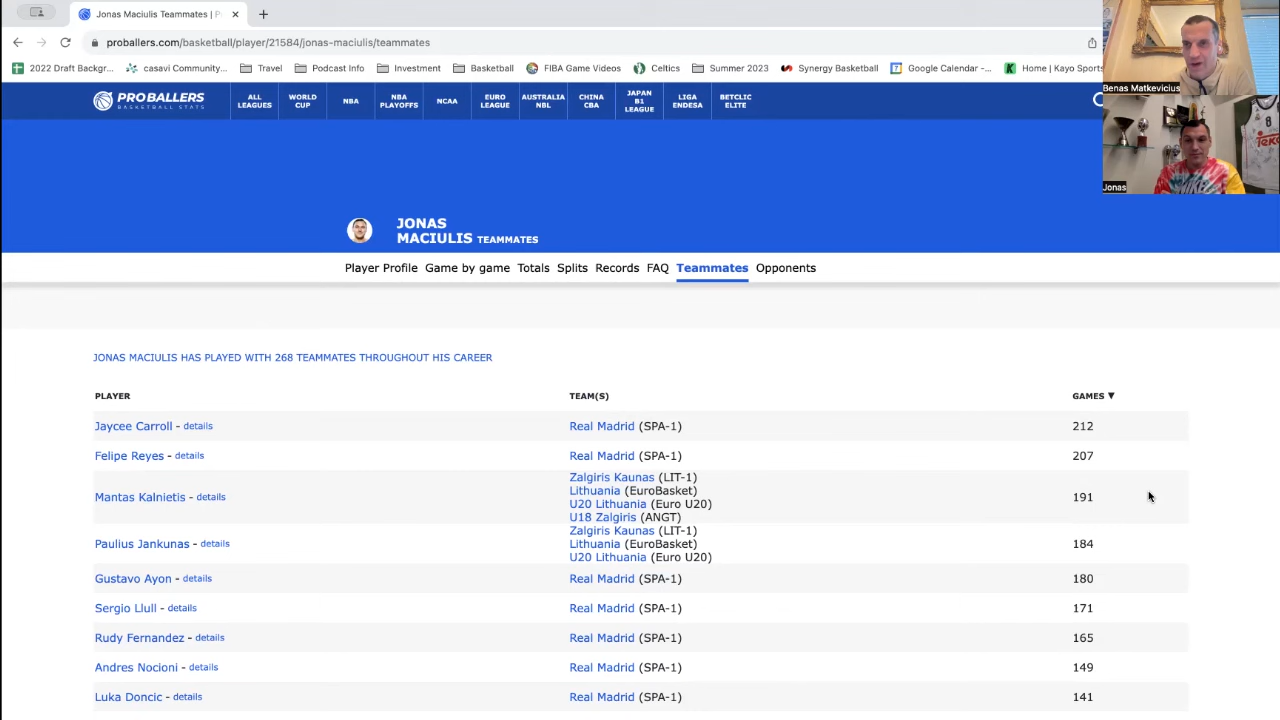 Jonas Maciulis Teammates | P
proballers.com/basketball/player/21584/jonas-maciulis/teammates
2022 Draft Backgr... casavi Community... Travel Podcast Info Investment Basketball FIBA Game Videos Celtics Summer 2023 Synergy Basketball Google Calendar -... Home | Kayo Sports
Benas Matkevicius
PROBALLERS
BASKETBALL STATS
ALL LEAGUES
WORLD CUP
NBA
NBA PLAYOFFS
NCAA
EURO LEAGUE
AUSTRALIA NBL
CHINA CBA
JAPAN B1 LEAGUE
LIGA ENDESA
BETCLIC ELITE
8
Jonas
JONAS
MACIULIS TEAMMATES
Player Profile Game by game Totals Splits Records FAQ Teammates Opponents
JONAS MACIULIS HAS PLAYED WITH 268 TEAMMATES THROUGHOUT HIS CAREER
PLAYER TEAM(S) GAMES ▼
Jaycee Carroll - details Real Madrid (SPA-1) 212
Felipe Reyes - details Real Madrid (SPA-1) 207
Mantas Kalnietis - details Zalgiris Kaunas (LIT-1)
Lithuania (EuroBasket)
U20 Lithuania (Euro U20)
U18 Zalgiris (ANGT) 191
Paulius Jankunas - details Zalgiris Kaunas (LIT-1)
Lithuania (EuroBasket)
U20 Lithuania (Euro U20) 184
Gustavo Ayon - details Real Madrid (SPA-1) 180
Sergio Llull - details Real Madrid (SPA-1) 171
Rudy Fernandez - details Real Madrid (SPA-1) 165
Andres Nocioni - details Real Madrid (SPA-1) 149
Luka Doncic - details Real Madrid (SPA-1) 141